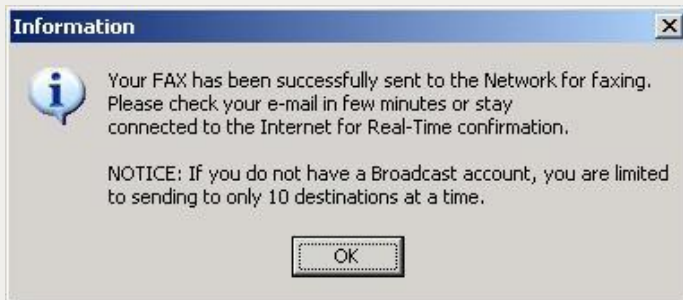 Information
Your FAX has been successfully sent to the Network for faxing.
Please check your e-mail in few minutes or stay
connected to the Internet for Real-Time confirmation.
NOTICE: If you do not have a Broadcast account, you are limited
to sending to only 10 destinations at a time.
OK